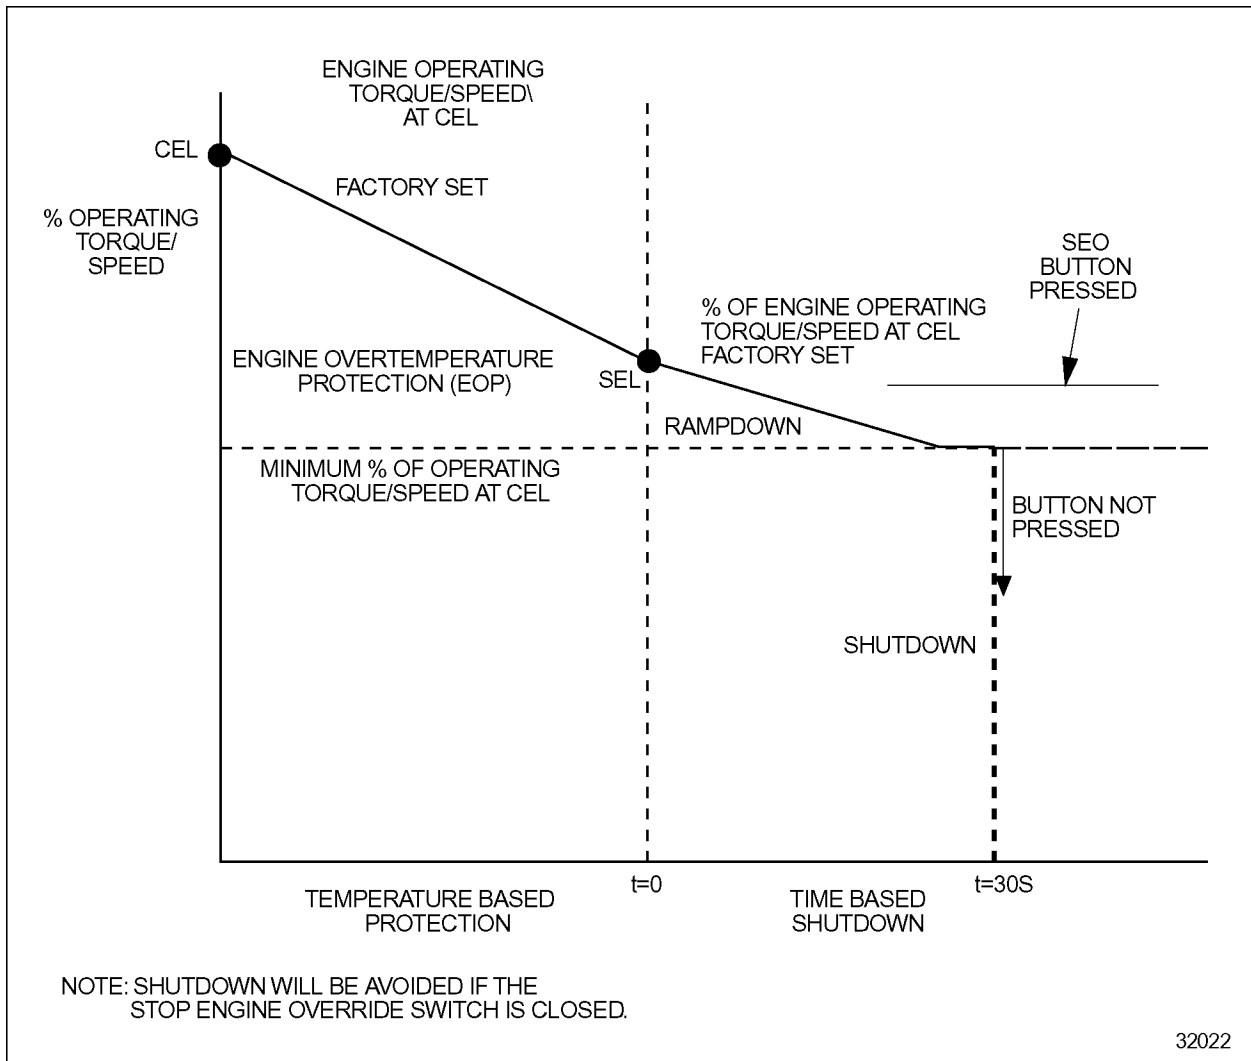 ENGINE OPERATING
TORQUE/SPEED\
AT CEL
CEL
FACTORY SET
% OPERATING
TORQUE/
SPEED
SEO
BUTTON
PRESSED
% OF ENGINE OPERATING
TORQUE/SPEED AT CEL
FACTORY SET
ENGINE OVERTEMPERATURE
PROTECTION (EOP)
SEL
RAMPDOWN
MINIMUM % OF OPERATING
TORQUE/SPEED AT CEL
BUTTON NOT
PRESSED
SHUTDOWN
t=0
t=30S
TEMPERATURE BASED
PROTECTION
TIME BASED
SHUTDOWN
NOTE: SHUTDOWN WILL BE AVOIDED IF THE
STOP ENGINE OVERRIDE SWITCH IS CLOSED.
32022